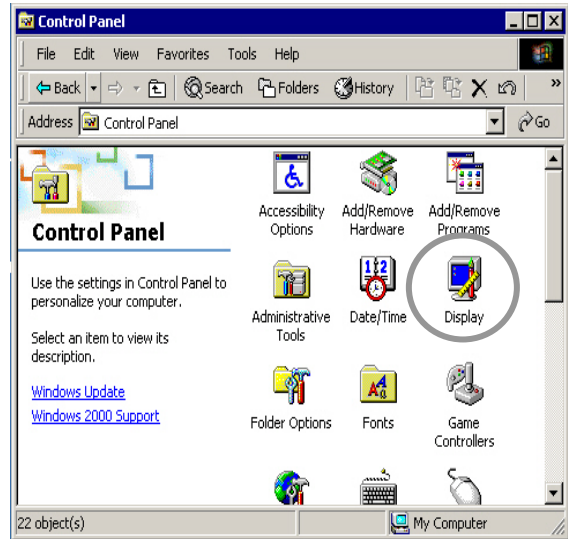 Control Panel
File Edit View Favorites Tools Help
Back Search Folders History »
Address Control Panel Go
Control Panel
Use the settings in Control Panel to
personalize your computer.
Select an item to view its
description.
Windows Update
Windows 2000 Support
Accessibility
Options
Add/Remove
Hardware
Add/Remove
Programs
Administrative
Tools
12
Date/Time
Display
Folder Options
Fonts
Game
Controllers
22 object(s) My Computer